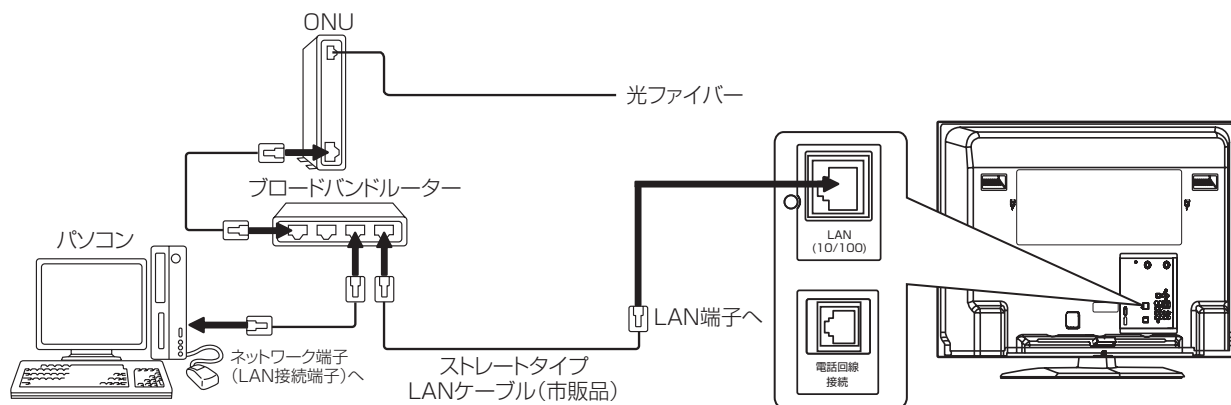 ONU
光ファイバー
ブロードバンドルーター
パソコン
LAN
(10/100)
LAN端子へ
ネットワーク端子
(LAN接続端子)へ
ストレートタイプ
LANケーブル(市販品)
電話回線
接続